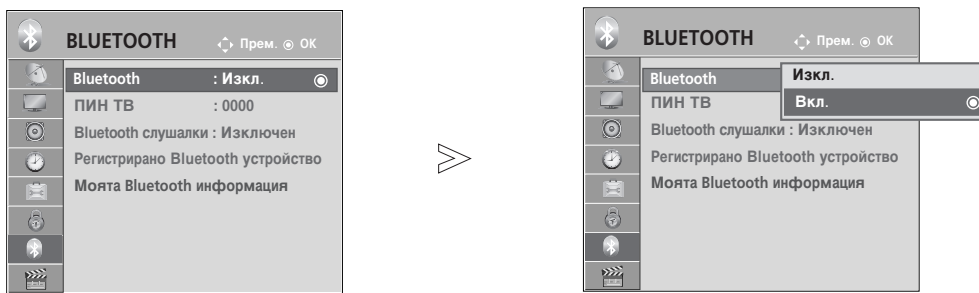 BLUETOOTH Прем. OK
Bluetooth : Изкл.
ПИН ТВ : 0000
Bluetooth слушалки : Изключен
Регистрирано Bluetooth устройство
Моята Bluetooth информация
BLUETOOTH Прем. OK
Bluetooth Изкл.
ПИН ТВ Вкл.
Bluetooth слушалки : Изключен
Регистрирано Bluetooth устройство
Моята Bluetooth информация